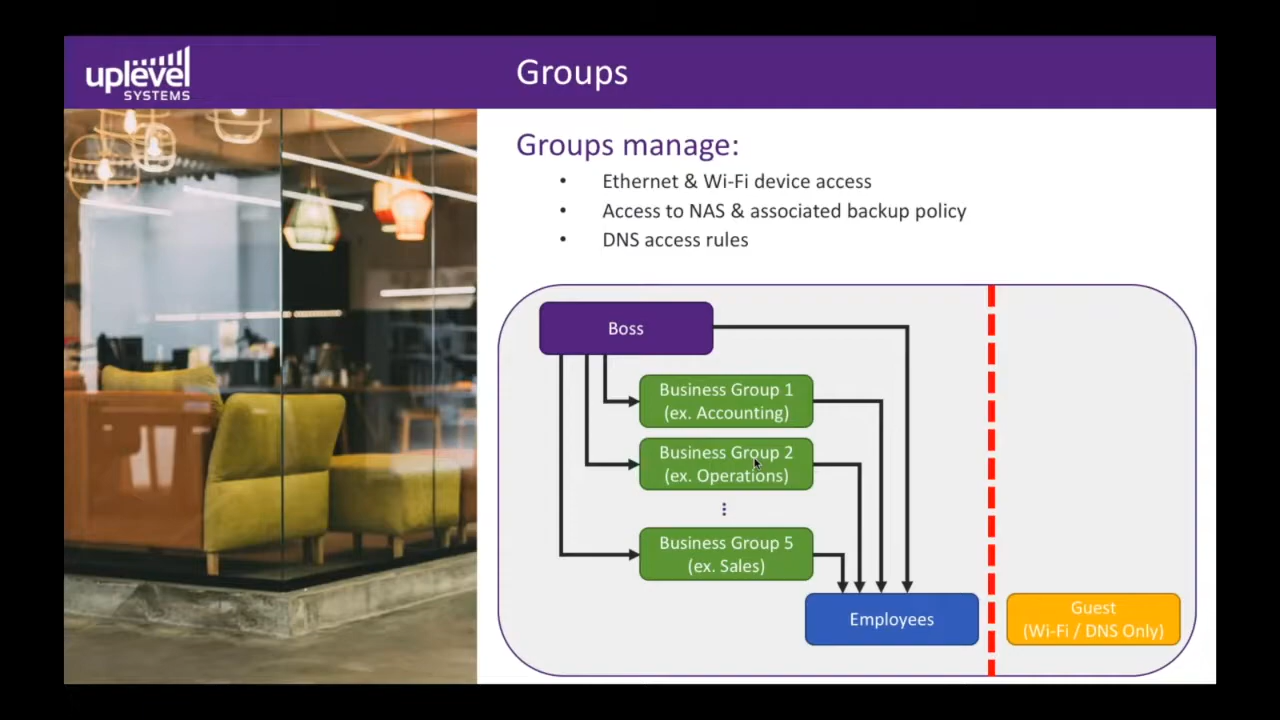 uplevel
SYSTEMS
Groups
Groups manage:
• Ethernet & Wi-Fi device access
• Access to NAS & associated backup policy
• DNS access rules
Boss
Business Group 1
(ex. Accounting)
Business Group 2
(ex. Operations)
⋮
Business Group 5
(ex. Sales)
Employees
Guest
(Wi-Fi / DNS Only)